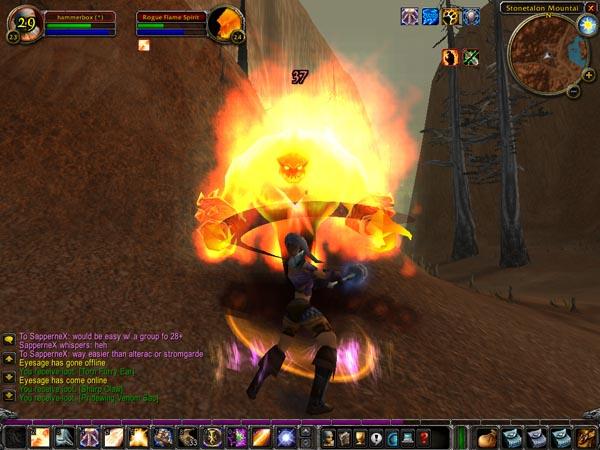 29
hammerbox (*)
23
Rogue Flame Spirit
24
Stonetalon Mountai
N
37
To SapperneX: would be easy w/ a group fo 28+
SapperneX whispers: heh
To SapperneX: way easier than alterac or stromgarde
Eyesage has gone offline
You receive loot: [Torn Furry Ear]
Eyesage has come online
You receive loot: [Sharp Claw]
You receive loot: [Pridewing Venom Sac]